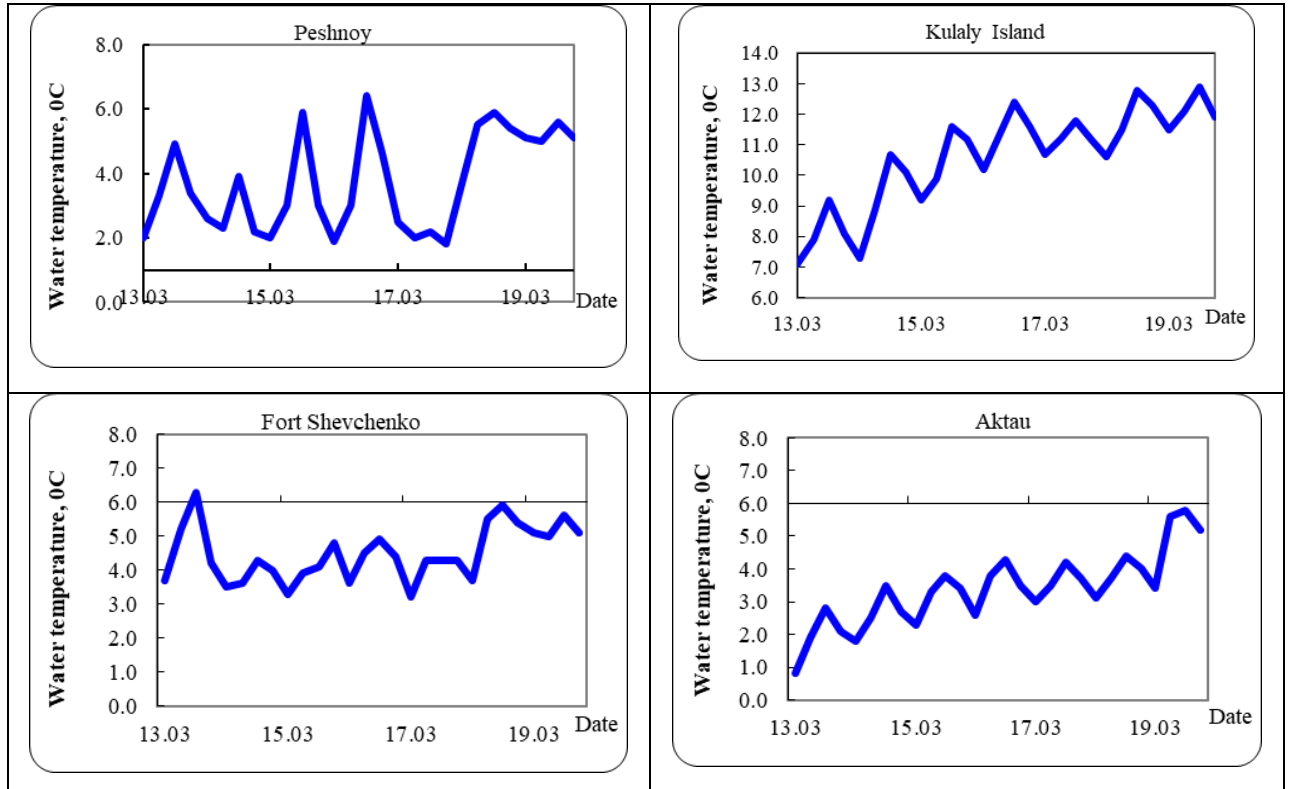 Peshnoy
Water temperature, 0C
8.0
6.0
4.0
2.0
0.0
13.03 15.03 17.03 19.03
Date
Kulaly Island
Water temperature, 0C
14.0
13.0
12.0
11.0
10.0
9.0
8.0
7.0
6.0
13.03 15.03 17.03 19.03
Date
Fort Shevchenko
Water temperature, 0C
8.0
7.0
6.0
5.0
4.0
3.0
2.0
1.0
0.0
13.03 15.03 17.03 19.03
Date
Aktau
Water temperature, 0C
8.0
7.0
6.0
5.0
4.0
3.0
2.0
1.0
0.0
13.03 15.03 17.03 19.03
Date